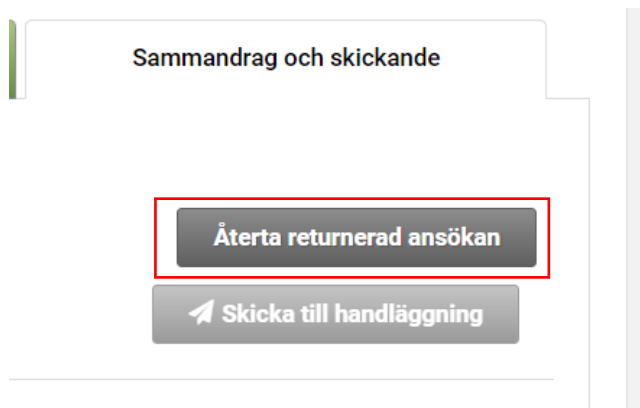 Sammandrag och skickande
Återta returnerad ansökan
Skicka till handläggning